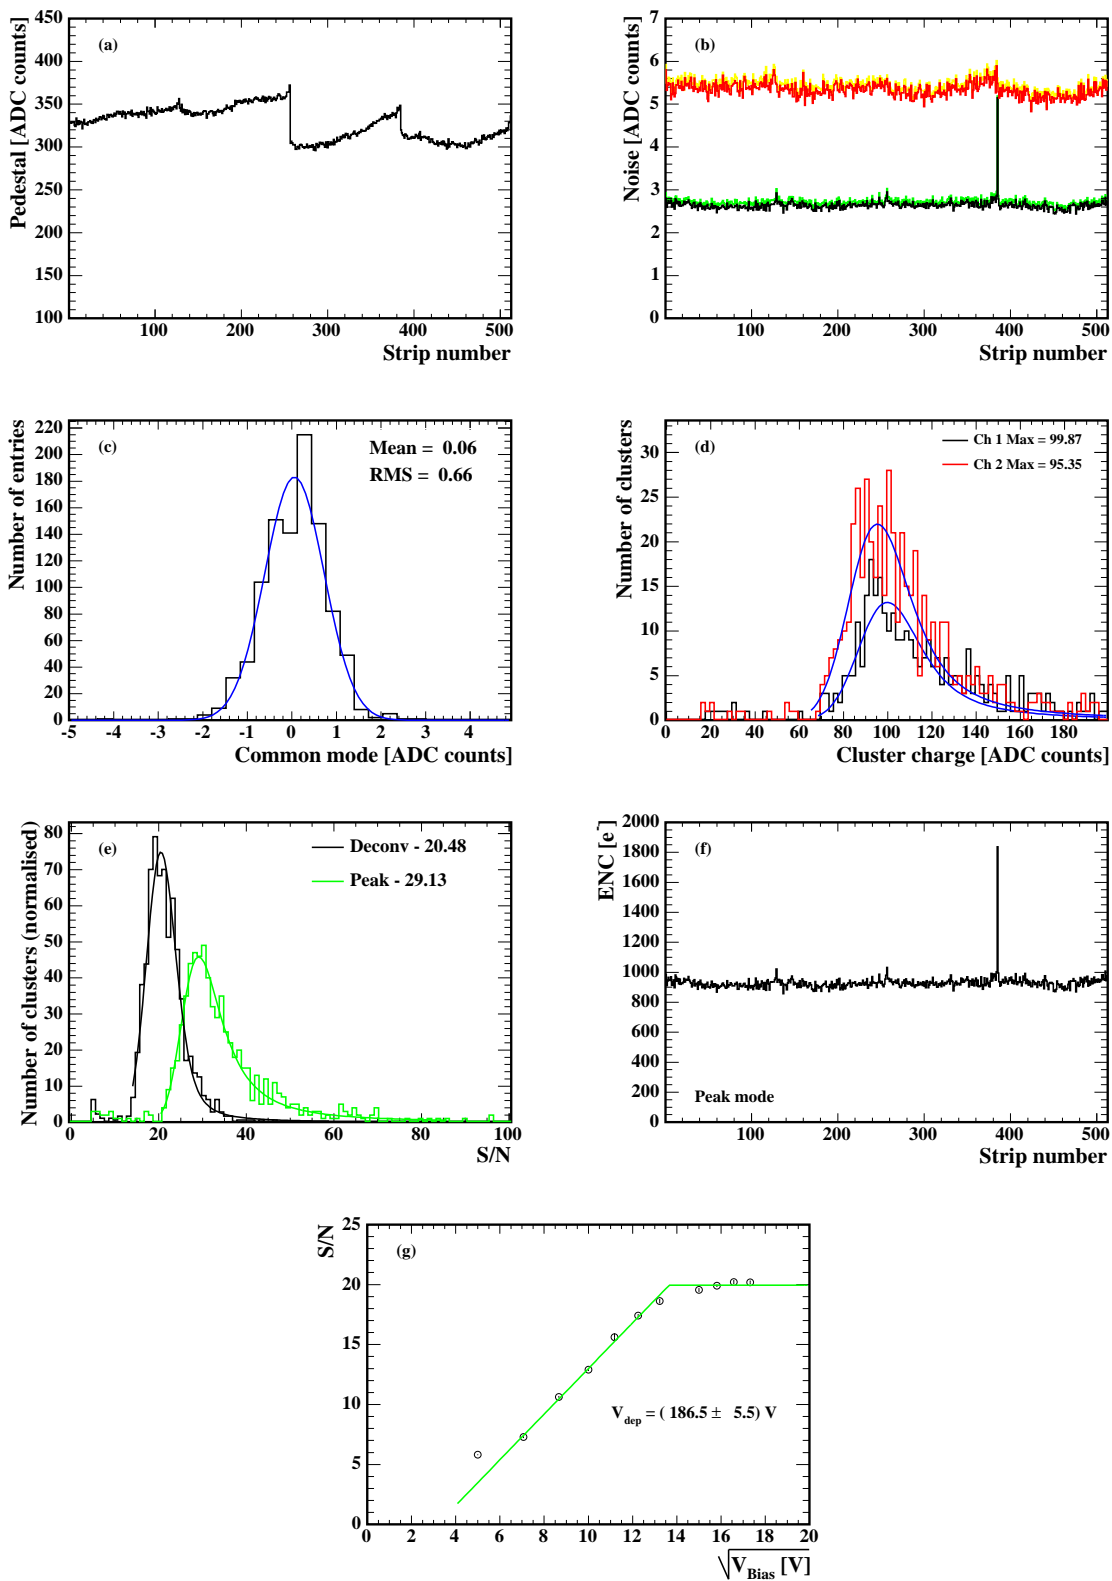 (a)
Pedestal [ADC counts]
450
400
350
300
250
200
150
100
100 200 300 400 500
Strip number
(b)
Noise [ADC counts]
7
6
5
4
3
2
1
0
100 200 300 400 500
Strip number
(c)
Number of entries
Mean = 0.06
RMS = 0.66
220
200
180
160
140
120
100
80
60
40
20
0
-5 -4 -3 -2 -1 0 1 2 3 4
Common mode [ADC counts]
(d)
Number of clusters
Ch 1 Max = 99.87
Ch 2 Max = 95.35
30
25
20
15
10
5
0
0 20 40 60 80 100 120 140 160 180
Cluster charge [ADC counts]
(e)
Number of clusters (normalised)
Deconv - 20.48
Peak - 29.13
80
70
60
50
40
30
20
10
0
0 20 40 60 80 100
S/N
(f)
ENC [e-]
2000
1800
1600
1400
1200
1000
800
600
400
200
0
Peak mode
100 200 300 400 500
Strip number
(g)
S/N
25
20
15
10
5
0
V_dep = ( 186.5 ± 5.5) V
0 2 4 6 8 10 12 14 16 18 20
√V_Bias [V]